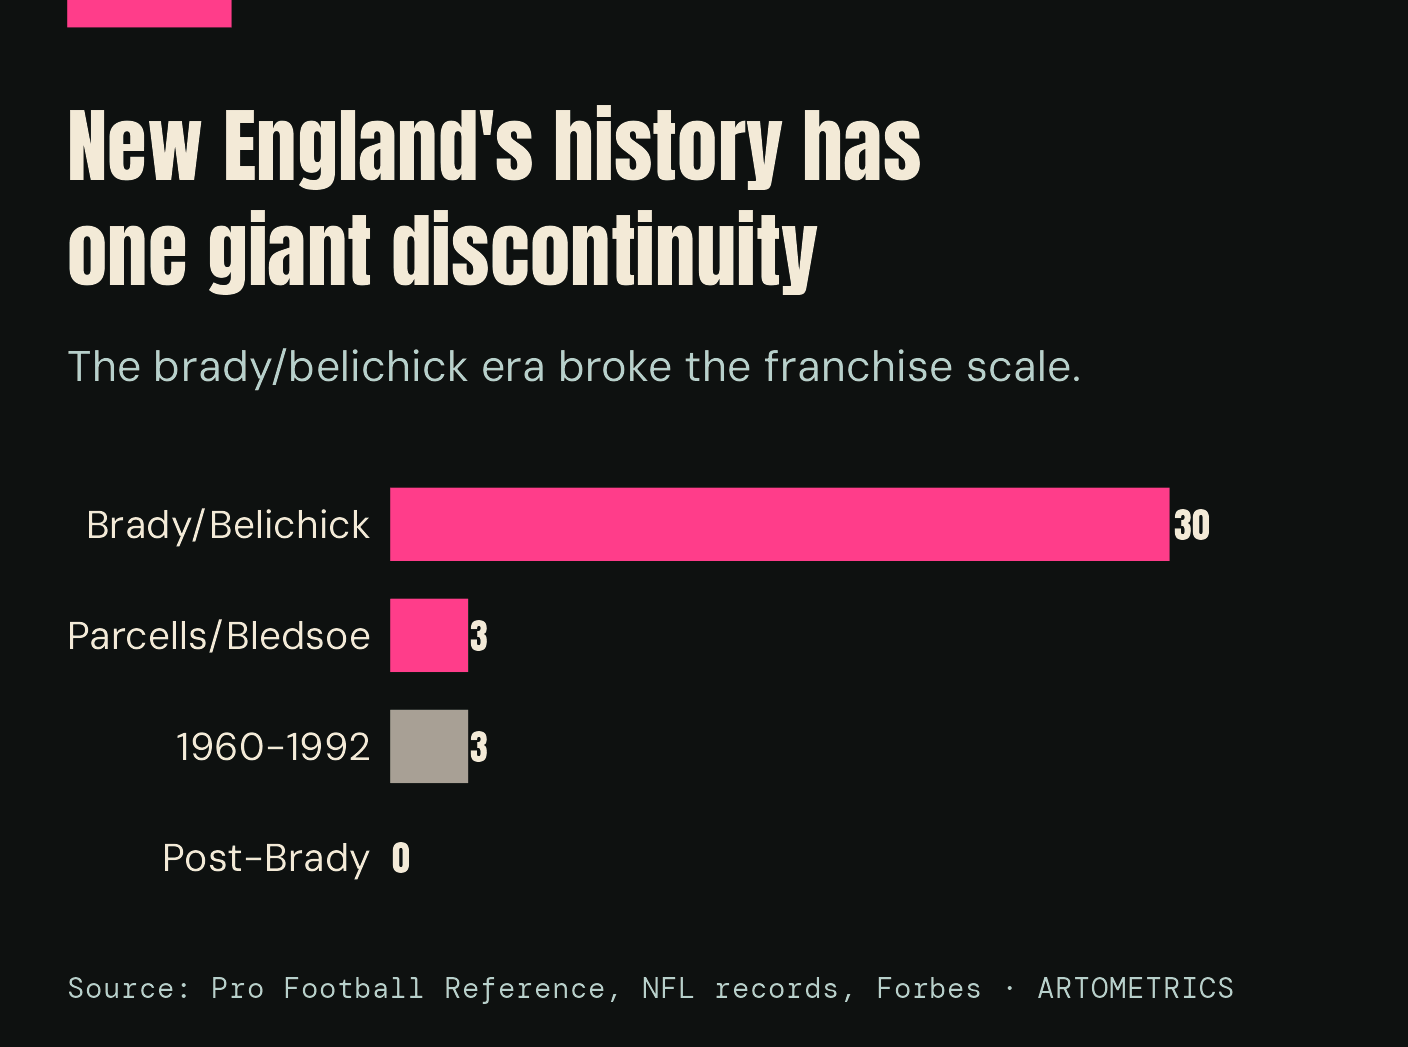 New England's history has
one giant discontinuity
The brady/belichick era broke the franchise scale.
Brady/Belichick 30
Parcells/Bledsoe 3
1960-1992 3
Post-Brady 0
Source: Pro Football Reference, NFL records, Forbes · ARTOMETRICS